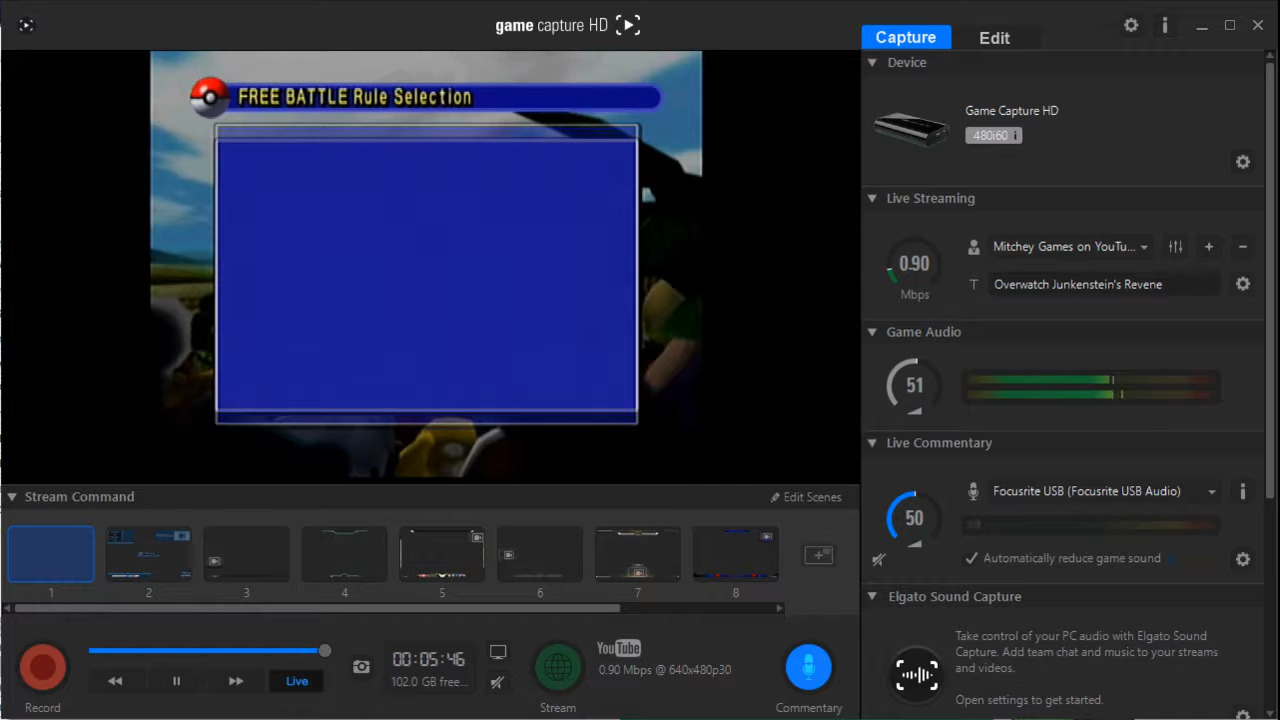 game capture HD
Capture
Edit
FREE BATTLE Rule Selection
Device
Game Capture HD
480i60 i
Live Streaming
0.90
Mbps
Mitchey Games on YouTu...
T
Overwatch Junkenstein's Revene
Game Audio
51
Live Commentary
50
Focusrite USB (Focusrite USB Audio)
Automatically reduce game sound
Elgato Sound Capture
Take control of your PC audio with Elgato Sound
Capture. Add team chat and music to your streams
and videos.
Open settings to get started.
Stream Command
Edit Scenes
1 2 3 4 5 6 7 8
Record
Live
00:05:46
102.0 GB free...
Stream
YouTube
0.90 Mbps @ 640x480p30
Commentary